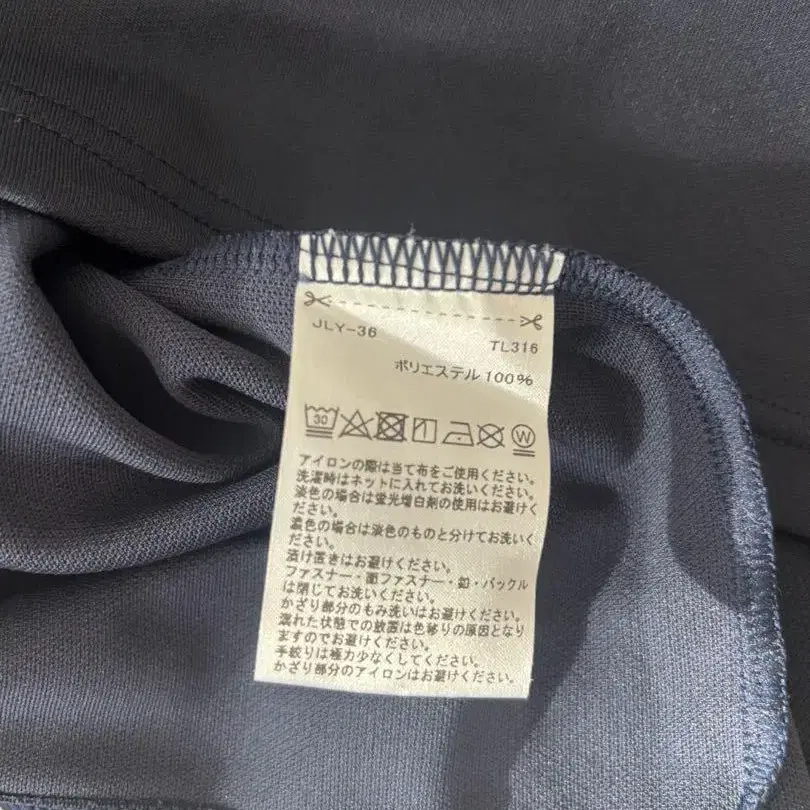 JLY-36
TL316
ポリエステル 100%
30
W
アイロンの際は当て布をご使用ください。
洗濯時はネットに入れてお洗いください。
淡色の場合は蛍光増白剤の使用はお避けく
ださい。
濃色の場合は淡色のものと分けてお洗いく
ださい。
漬け置きはお避けください。
ファスナー・面ファスナー・釦・バックル
は閉じてお洗いください。
かざり部分のもみ洗いはお避けください。
濡れた状態での放置は色移りの原因となり
ますのでお避けください。
手絞りは極力少なくしてください。
かざり部分のアイロンはお避けください。